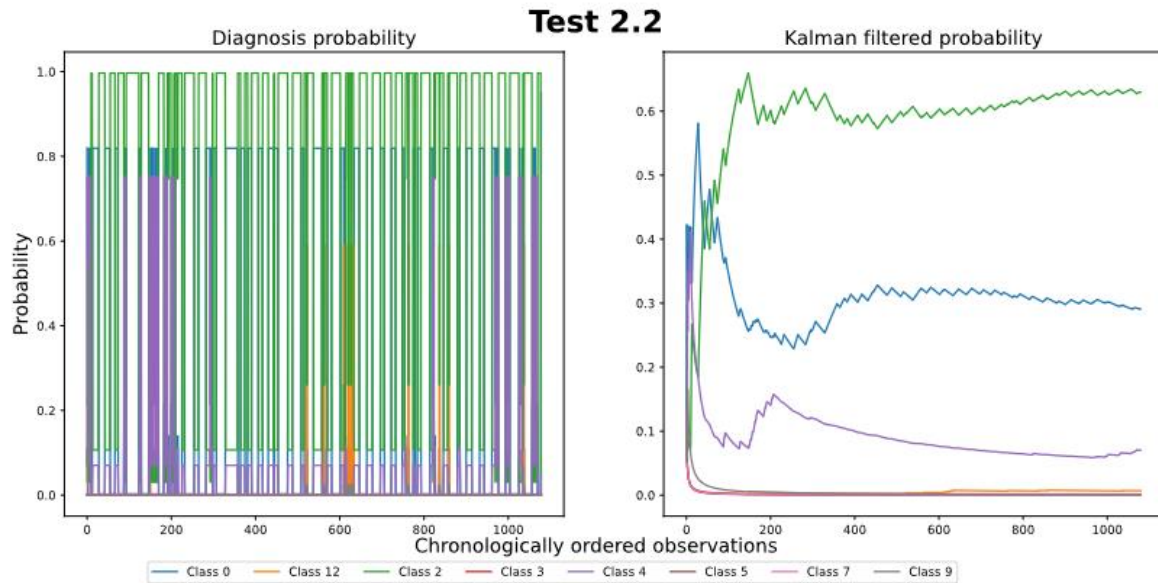 Test 2.2
Diagnosis probability
Kalman filtered probability
Probability
1.0
0.8
0.6
0.4
0.2
0.0
0 200 400 600 800 1000
0.6
0.5
0.4
0.3
0.2
0.1
0.0
0 200 400 600 800 1000
Chronologically ordered observations
Class 0 Class 12 Class 2 Class 3 Class 4 Class 5 Class 7 Class 9